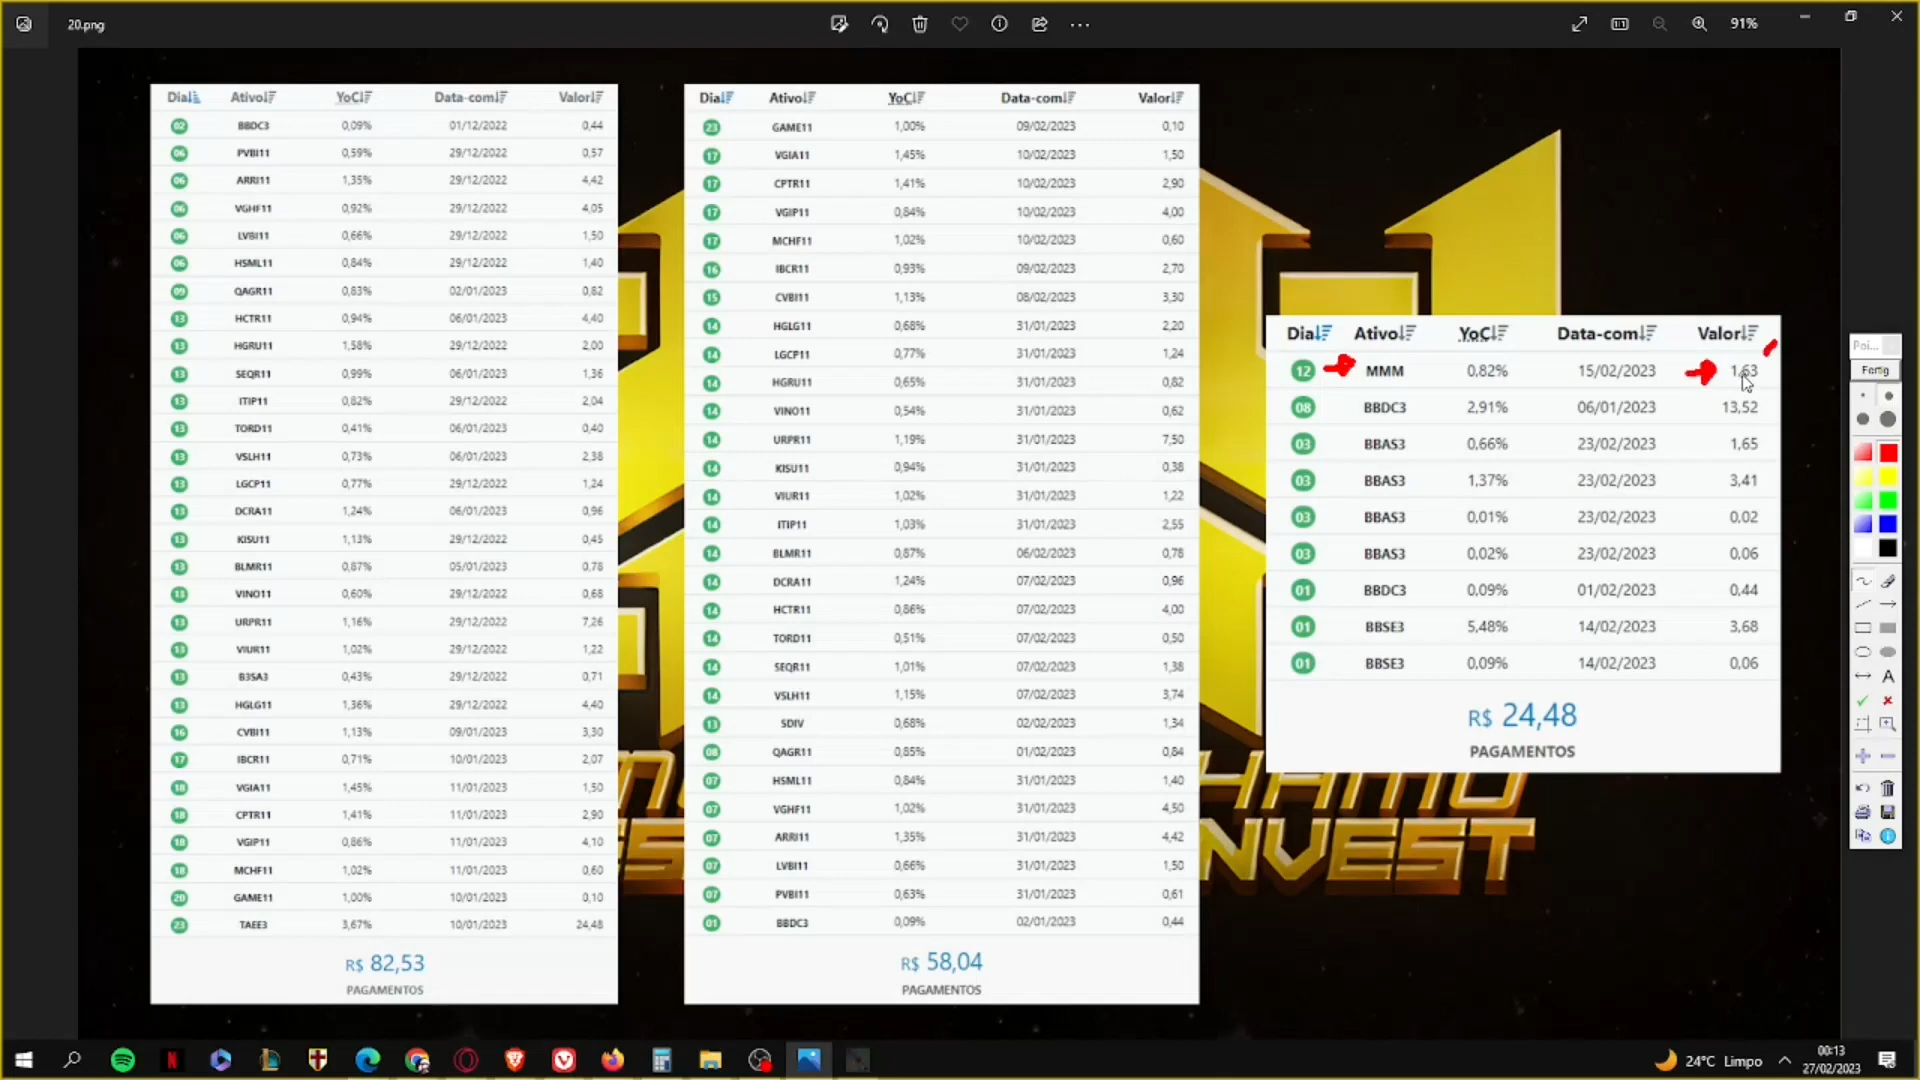 20.png
91%
Dia Ativo YoC Data-com Valor
02 BBDC3 0,09% 01/12/2022 0,44
06 PVBI11 0,59% 29/12/2022 0,57
06 ARRI11 1,35% 29/12/2022 4,42
06 VGHF11 0,92% 29/12/2022 4,05
06 LVBI11 0,66% 29/12/2022 1,50
06 HSML11 0,84% 29/12/2022 1,40
09 QAGR11 0,83% 02/01/2023 0,82
13 HCTR11 0,94% 06/01/2023 4,40
13 HGRU11 1,58% 29/12/2022 2,00
13 SEQR11 0,99% 06/01/2023 1,36
13 ITIP11 0,82% 29/12/2022 2,04
13 TORD11 0,41% 06/01/2023 0,40
13 VSLH11 0,73% 06/01/2023 2,38
13 LGCP11 0,77% 29/12/2022 1,24
13 DCRA11 1,24% 06/01/2023 0,96
13 KISU11 1,13% 29/12/2022 0,45
13 BLMR11 0,87% 05/01/2023 0,78
13 VINO11 0,60% 29/12/2022 0,68
13 URPR11 1,16% 29/12/2022 7,26
13 VIUR11 1,02% 29/12/2022 1,22
13 B3SA3 0,43% 29/12/2022 0,71
13 HGLG11 1,36% 29/12/2022 4,40
16 CVBI11 1,13% 09/01/2023 3,30
17 IBCR11 0,71% 10/01/2023 2,07
18 VGIA11 1,45% 11/01/2023 1,50
18 CPTR11 1,41% 11/01/2023 2,90
18 VGIP11 0,86% 11/01/2023 4,10
18 MCHF11 1,02% 11/01/2023 0,60
20 GAME11 1,00% 10/01/2023 0,10
23 TAEE3 3,67% 10/01/2023 24,48
R$ 82,53
PAGAMENTOS
Dia Ativo YoC Data-com Valor
23 GAME11 1,00% 09/02/2023 0,10
17 VGIA11 1,45% 10/02/2023 1,50
17 CPTR11 1,41% 10/02/2023 2,90
17 VGIP11 0,84% 10/02/2023 4,00
17 MCHF11 1,02% 10/02/2023 0,60
16 IBCR11 0,93% 09/02/2023 2,70
15 CVBI11 1,13% 08/02/2023 3,30
14 HGLG11 0,68% 31/01/2023 2,20
14 LGCP11 0,77% 31/01/2023 1,24
14 HGRU11 0,65% 31/01/2023 0,82
14 VINO11 0,54% 31/01/2023 0,62
14 URPR11 1,19% 31/01/2023 7,50
14 KISU11 0,94% 31/01/2023 0,38
14 VIUR11 1,02% 31/01/2023 1,22
14 ITIP11 1,03% 31/01/2023 2,55
14 BLMR11 0,87% 06/02/2023 0,78
14 DCRA11 1,24% 07/02/2023 0,96
14 HCTR11 0,86% 07/02/2023 4,00
14 TORD11 0,51% 07/02/2023 0,50
14 SEQR11 1,01% 07/02/2023 1,38
14 VSLH11 1,15% 07/02/2023 3,74
13 SDIV 0,68% 02/02/2023 1,34
08 QAGR11 0,85% 01/02/2023 0,84
07 HSML11 0,84% 31/01/2023 1,40
07 VGHF11 1,02% 31/01/2023 4,50
07 ARRI11 1,35% 31/01/2023 4,42
07 LVBI11 0,66% 31/01/2023 1,50
07 PVBI11 0,63% 31/01/2023 0,61
01 BBDC3 0,09% 02/01/2023 0,44
R$ 58,04
PAGAMENTOS
Dia Ativo YoC Data-com Valor
12 MMM 0,82% 15/02/2023 1,63
08 BBDC3 2,91% 06/01/2023 13,52
03 BBAS3 0,66% 23/02/2023 1,65
03 BBAS3 1,37% 23/02/2023 3,41
03 BBAS3 0,01% 23/02/2023 0,02
03 BBAS3 0,02% 23/02/2023 0,06
01 BBDC3 0,09% 01/02/2023 0,44
01 BBSE3 5,48% 14/02/2023 3,68
01 BBSE3 0,09% 14/02/2023 0,06
R$ 24,48
PAGAMENTOS
Poi...
Fertig
A
24°C Limpo
00:13
27/02/2023